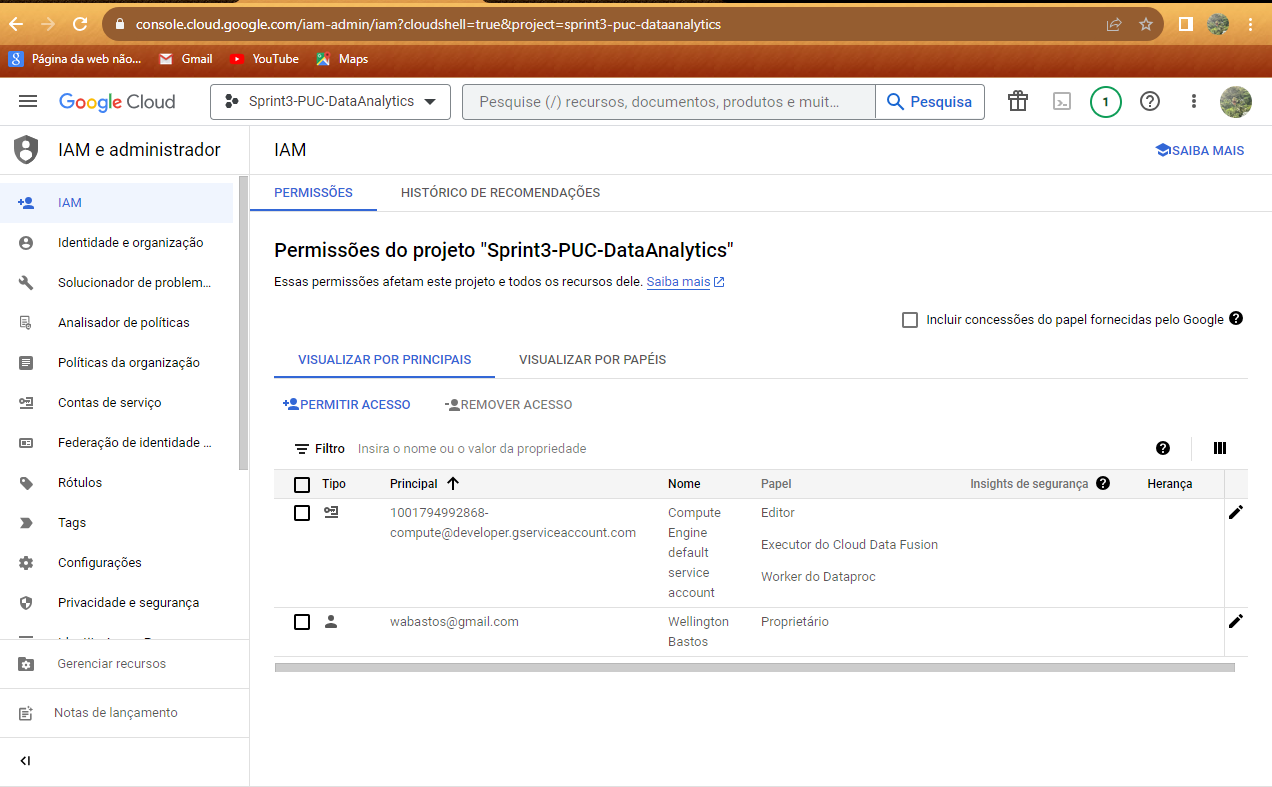 console.cloud.google.com/iam-admin/iam?cloudshell=true&project=sprint3-puc-dataanalytics
Página da web não... Gmail YouTube Maps
Google Cloud Sprint3-PUC-DataAnalytics Pesquise (/) recursos, documentos, produtos e muit... Pesquisa 1
IAM e administrador
IAM
Identidade e organização
Solucionador de problem...
Analisador de políticas
Políticas da organização
Contas de serviço
Federação de identidade ...
Rótulos
Tags
Configurações
Privacidade e segurança
Gerenciar recursos
Notas de lançamento
IAM
SAIBA MAIS
PERMISSÕES HISTÓRICO DE RECOMENDAÇÕES
Permissões do projeto "Sprint3-PUC-DataAnalytics"
Essas permissões afetam este projeto e todos os recursos dele. Saiba mais
Incluir concessões do papel fornecidas pelo Google
VISUALIZAR POR PRINCIPAIS VISUALIZAR POR PAPÉIS
PERMITIR ACESSO REMOVER ACESSO
Filtro Insira o nome ou o valor da propriedade
Tipo Principal Nome Papel Insights de segurança Herança
1001794992868-
compute@developer.gserviceaccount.com
Compute
Engine
default
service
account
Editor
Executor do Cloud Data Fusion
Worker do Dataproc
wabastos@gmail.com
Wellington
Bastos
Proprietário